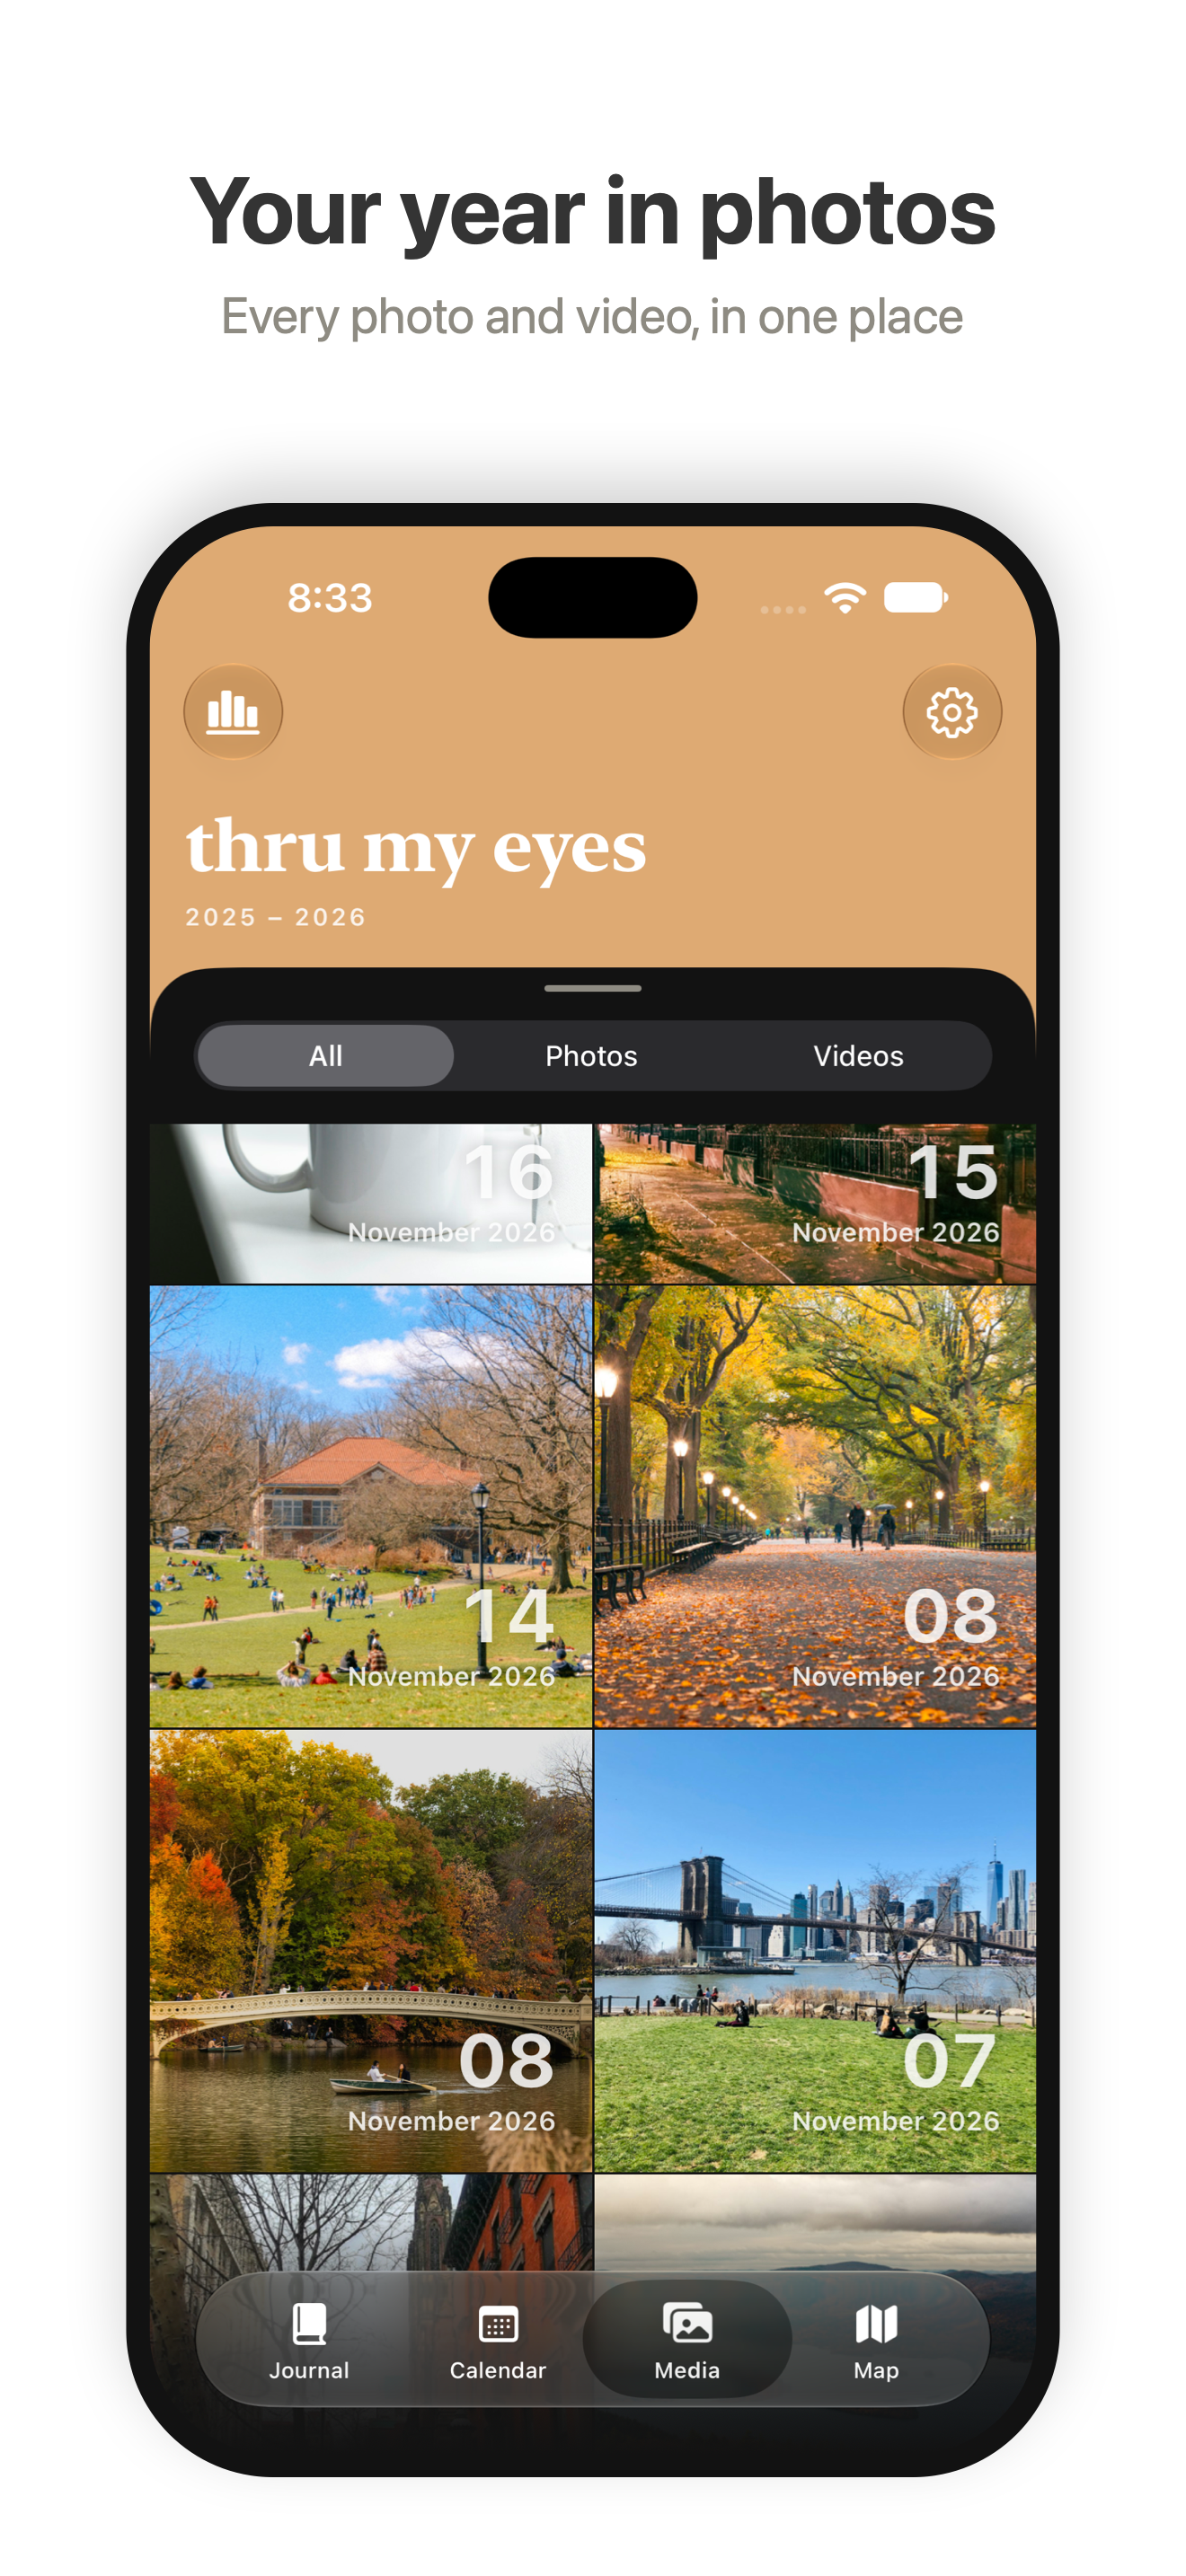 Your year in photos
Every photo and video, in one place
8:33
thru my eyes
2025 – 2026
All Photos Videos
16
November 2026
15
November 2026
14
November 2026
08
November 2026
08
November 2026
07
November 2026
Journal Calendar Media Map